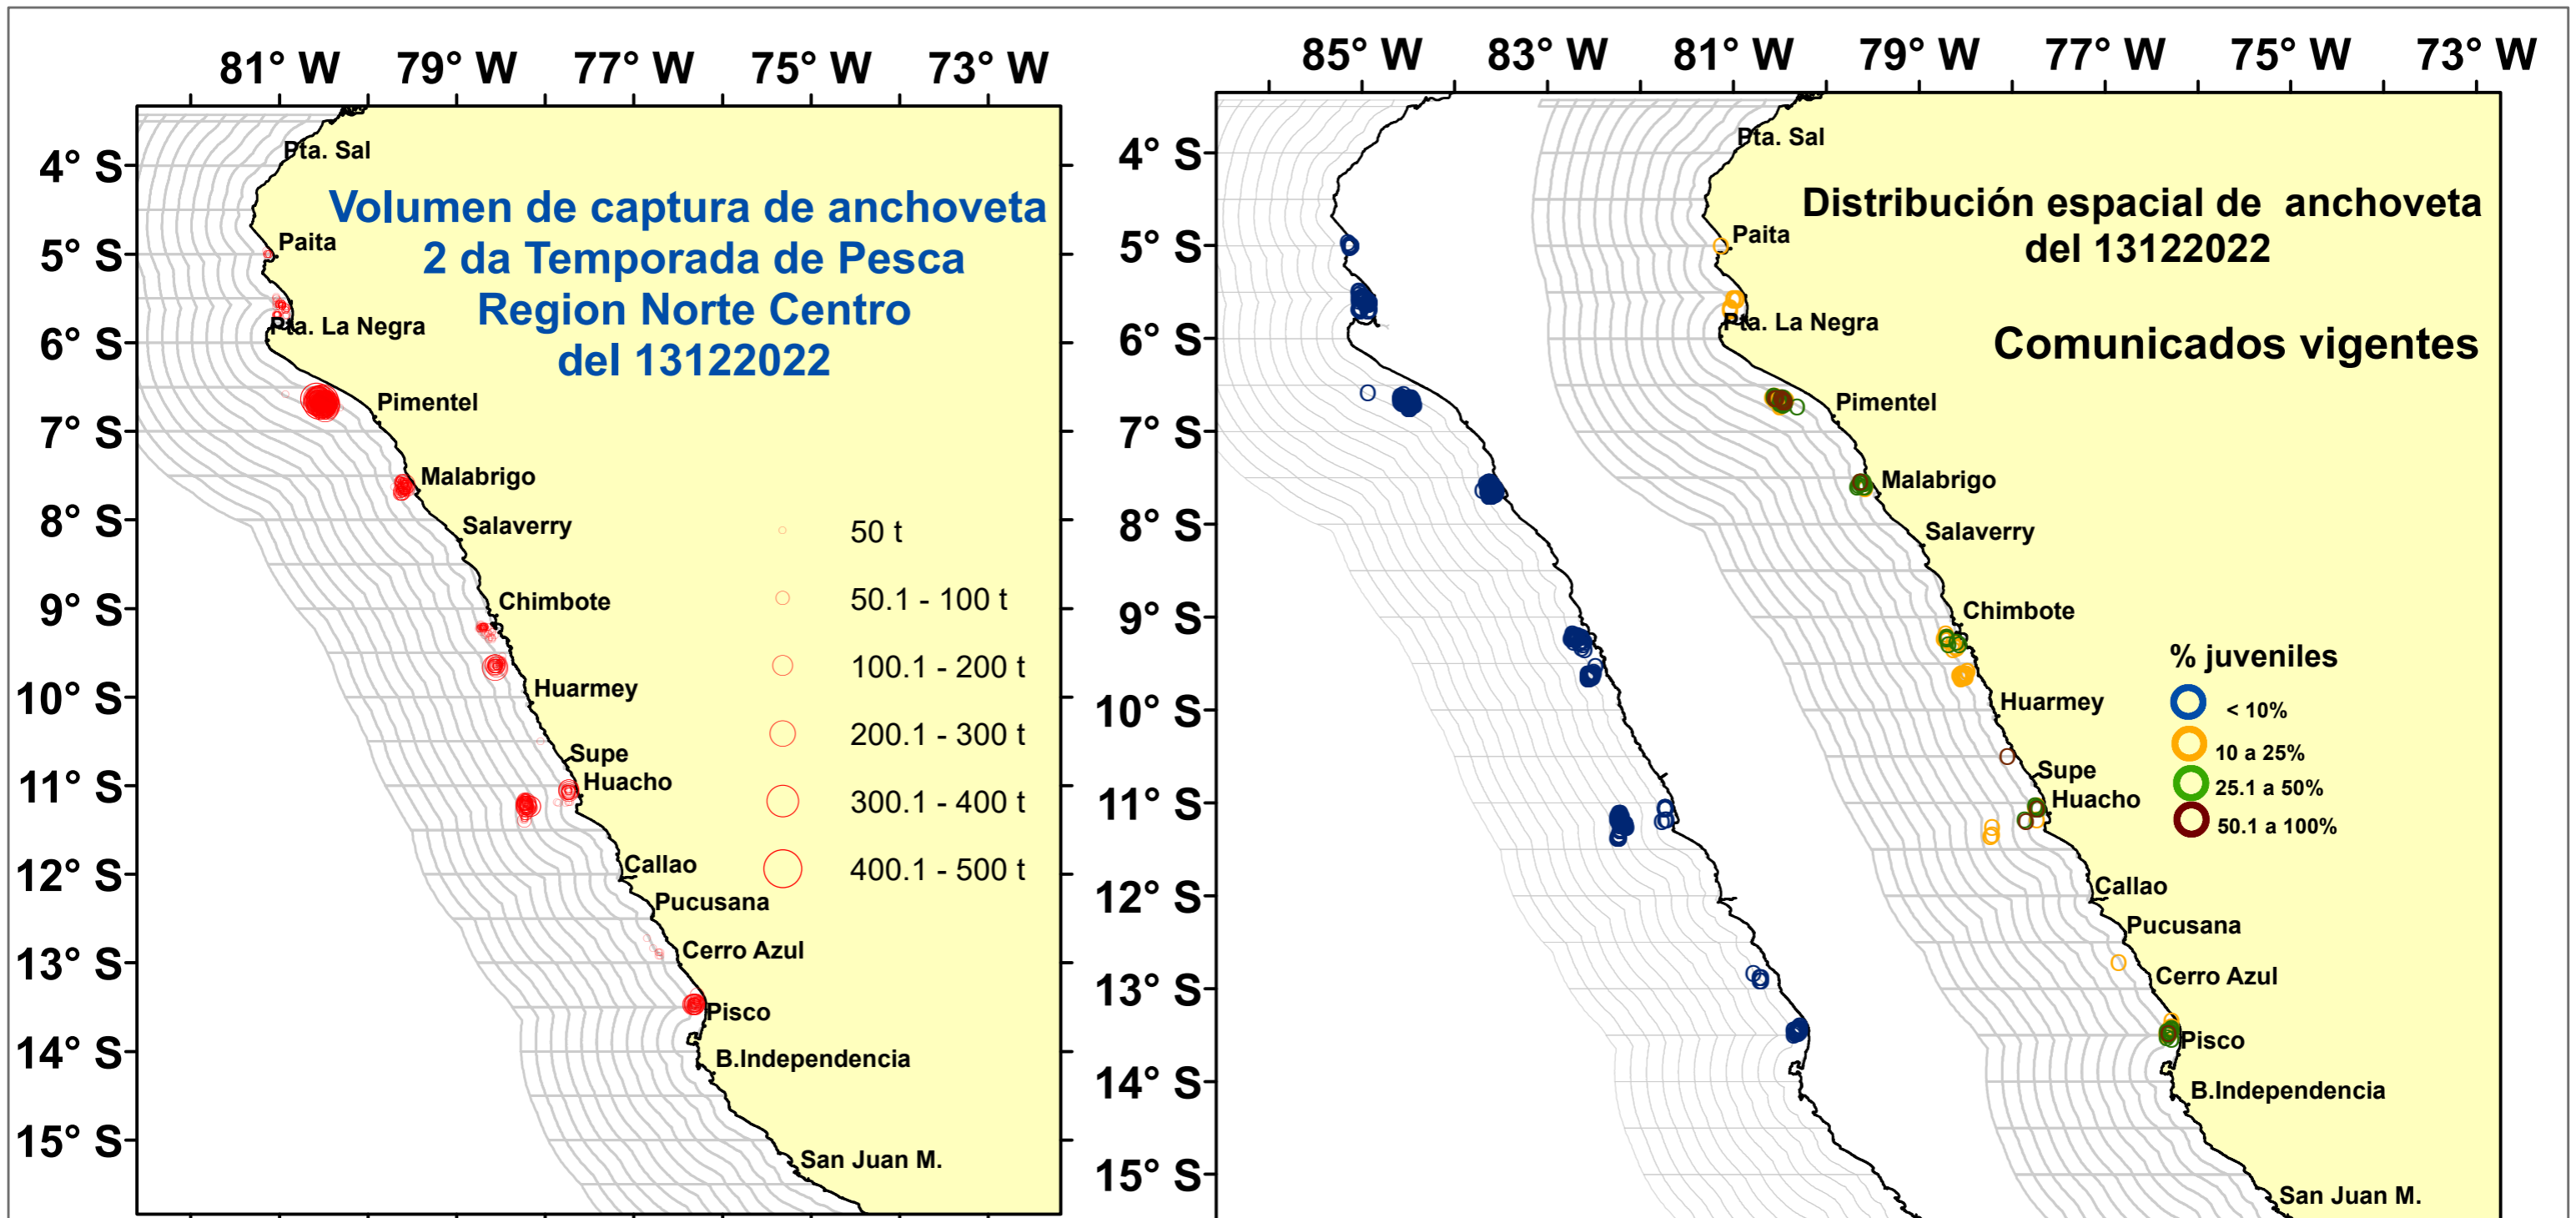 81° W 79° W 77° W 75° W 73° W
4° S
5° S
6° S
7° S
8° S
9° S
10° S
11° S
12° S
13° S
14° S
15° S
Volumen de captura de anchoveta
2 da Temporada de Pesca
Region Norte Centro
del 13122022
Pta. Sal
Paita
Pta. La Negra
Pimentel
Malabrigo
Salaverry
Chimbote
Huarmey
Supe
Huacho
Callao
Pucusana
Cerro Azul
Pisco
B.Independencia
San Juan M.
50 t
50.1 - 100 t
100.1 - 200 t
200.1 - 300 t
300.1 - 400 t
400.1 - 500 t
85° W 83° W 81° W 79° W 77° W 75° W 73° W
4° S
5° S
6° S
7° S
8° S
9° S
10° S
11° S
12° S
13° S
14° S
15° S
Distribución espacial de anchoveta
del 13122022
Comunicados vigentes
Pta. Sal
Paita
Pta. La Negra
Pimentel
Malabrigo
Salaverry
Chimbote
Huarmey
Supe
Huacho
Callao
Pucusana
Cerro Azul
Pisco
B.Independencia
San Juan M.
% juveniles
< 10%
10 a 25%
25.1 a 50%
50.1 a 100%